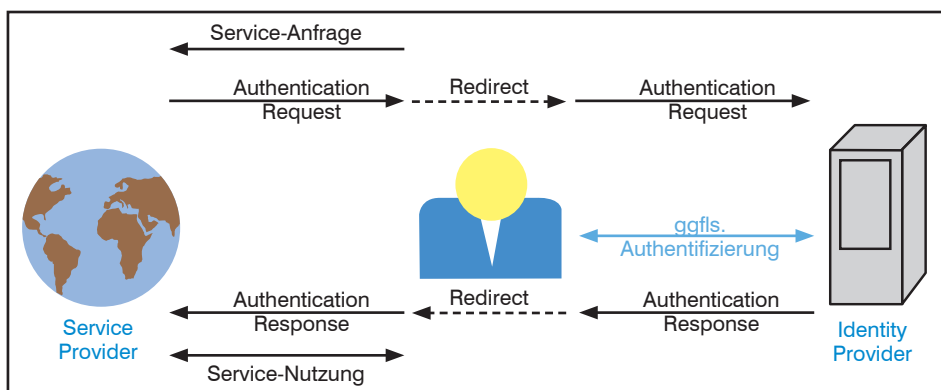 Service-Anfrage
Authentication
Request
Redirect
Authentication
Request
ggfls.
Authentifizierung
Authentication
Response
Redirect
Authentication
Response
Service
Provider
Identity
Provider
Service-Nutzung